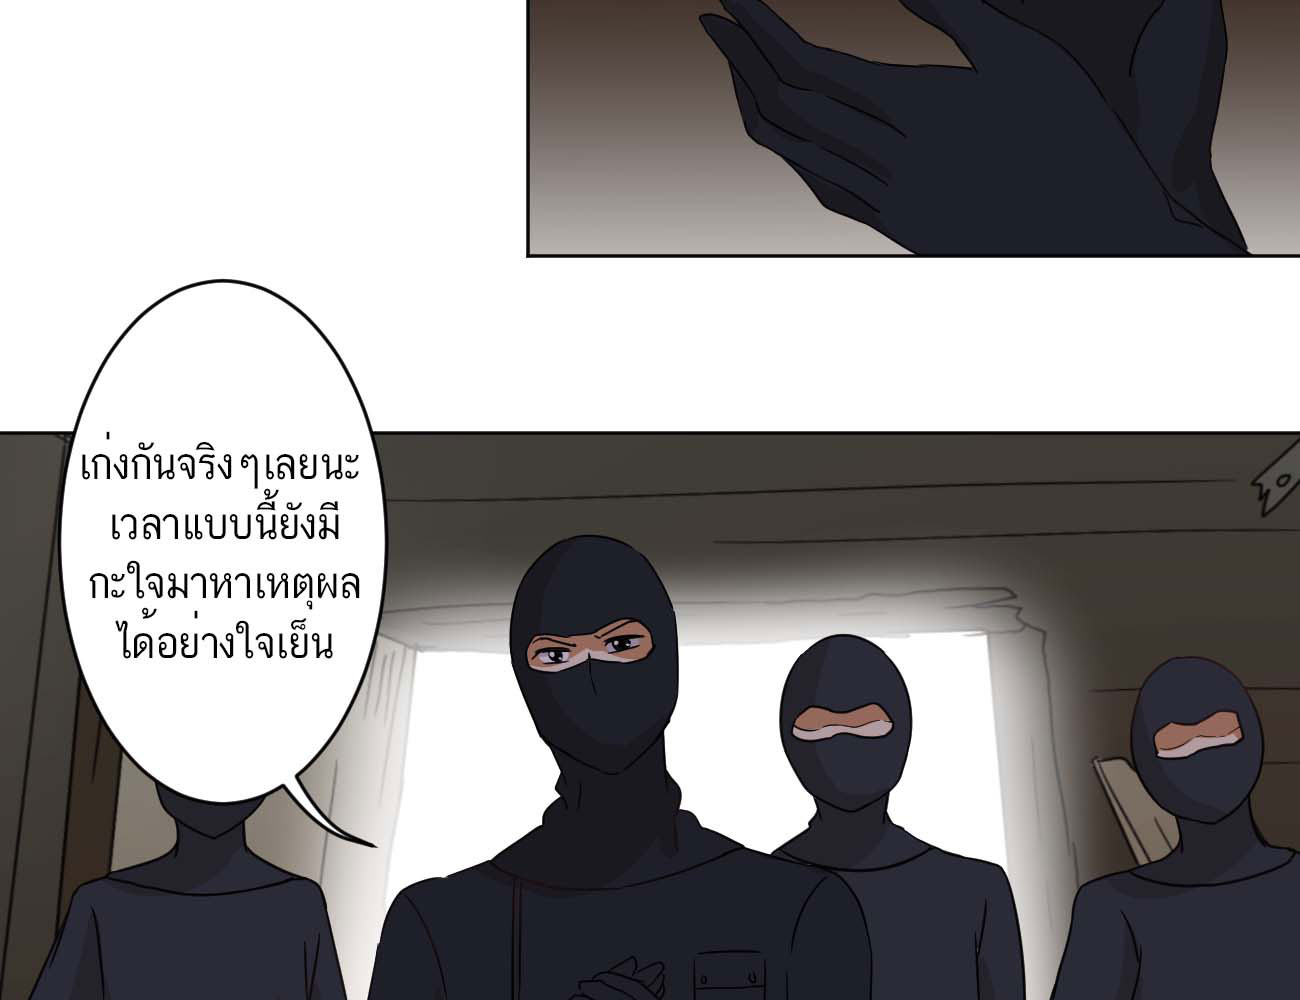 เก่งกันจริงๆเลยนะ
เวลาแบบนี้ยังมี
กะใจมาหาเหตุผล
ได้อย่างใจเย็น